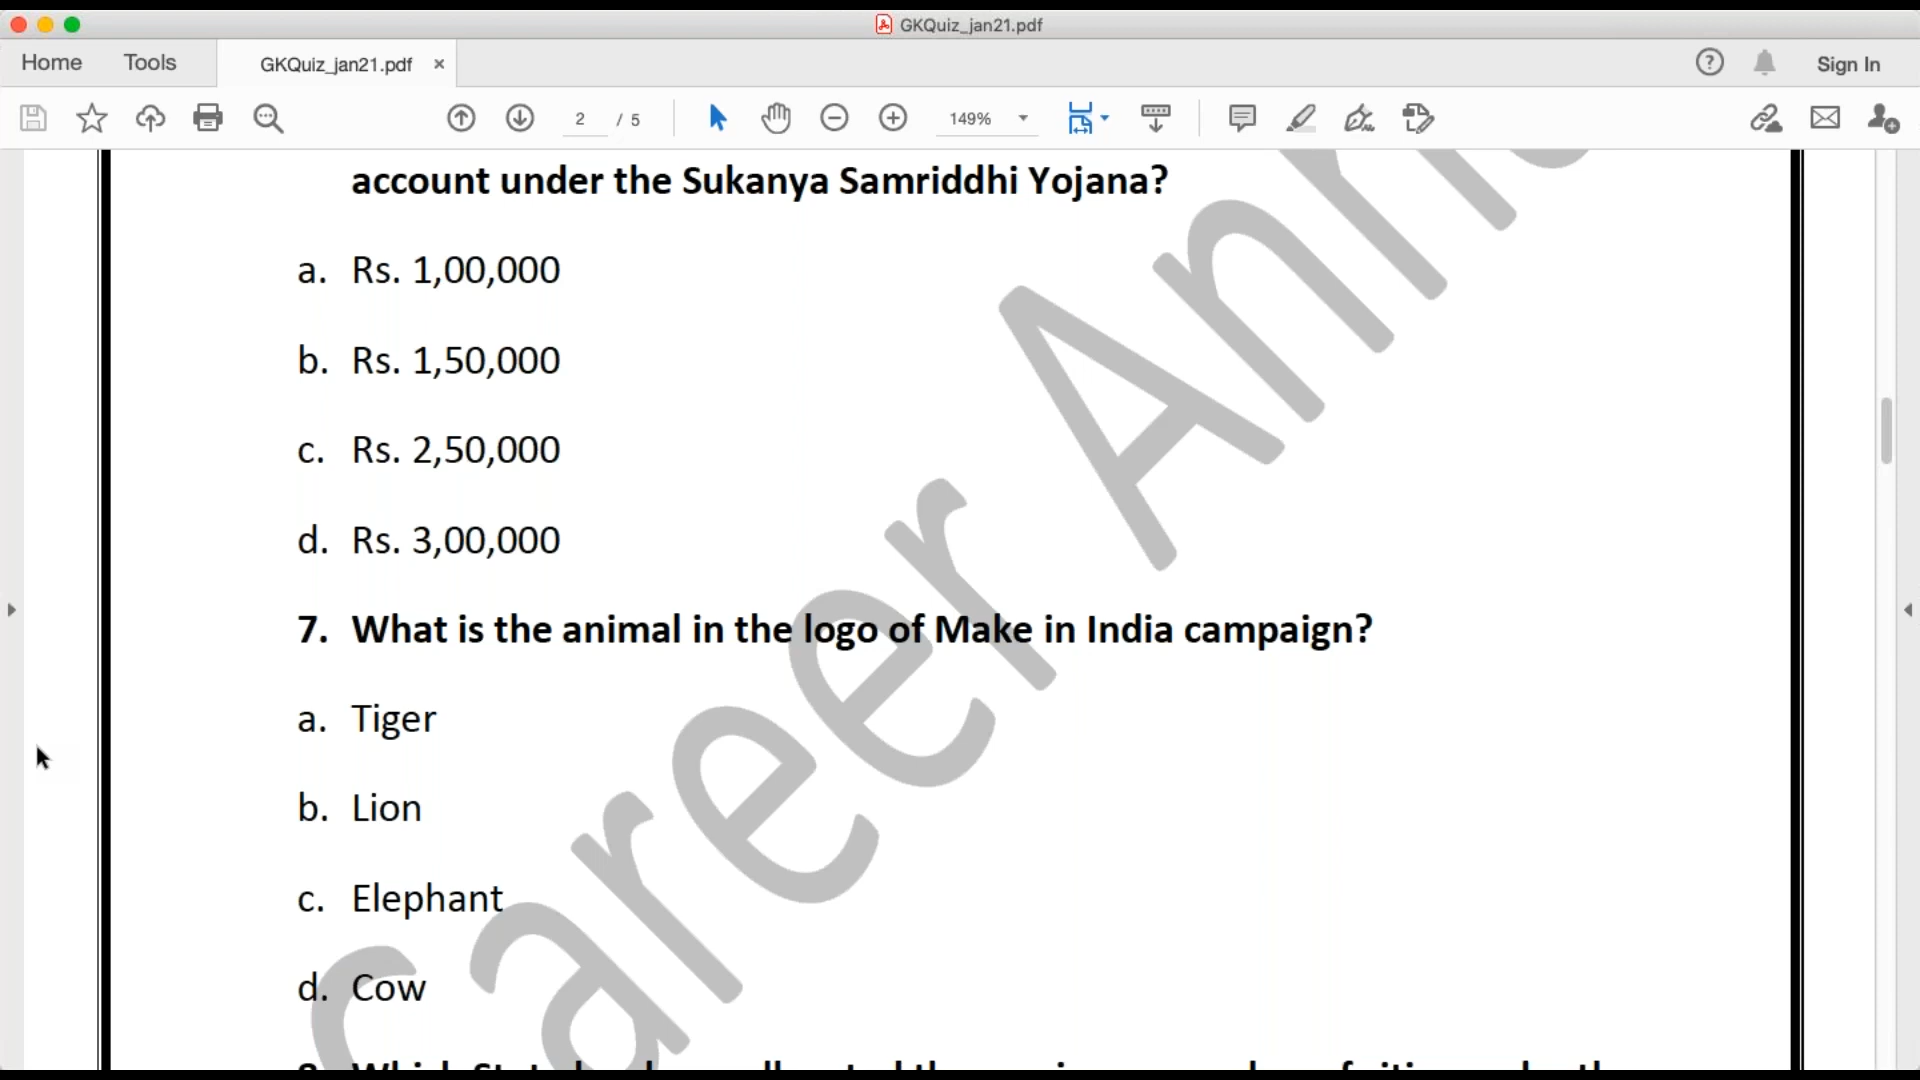 GKQuiz_jan21.pdf
Home Tools GKQuiz_jan21.pdf × ? Sign In
2 / 5 149%
account under the Sukanya Samriddhi Yojana?
a. Rs. 1,00,000
b. Rs. 1,50,000
c. Rs. 2,50,000
d. Rs. 3,00,000
7. What is the animal in the logo of Make in India campaign?
a. Tiger
b. Lion
c. Elephant
d. Cow
Career